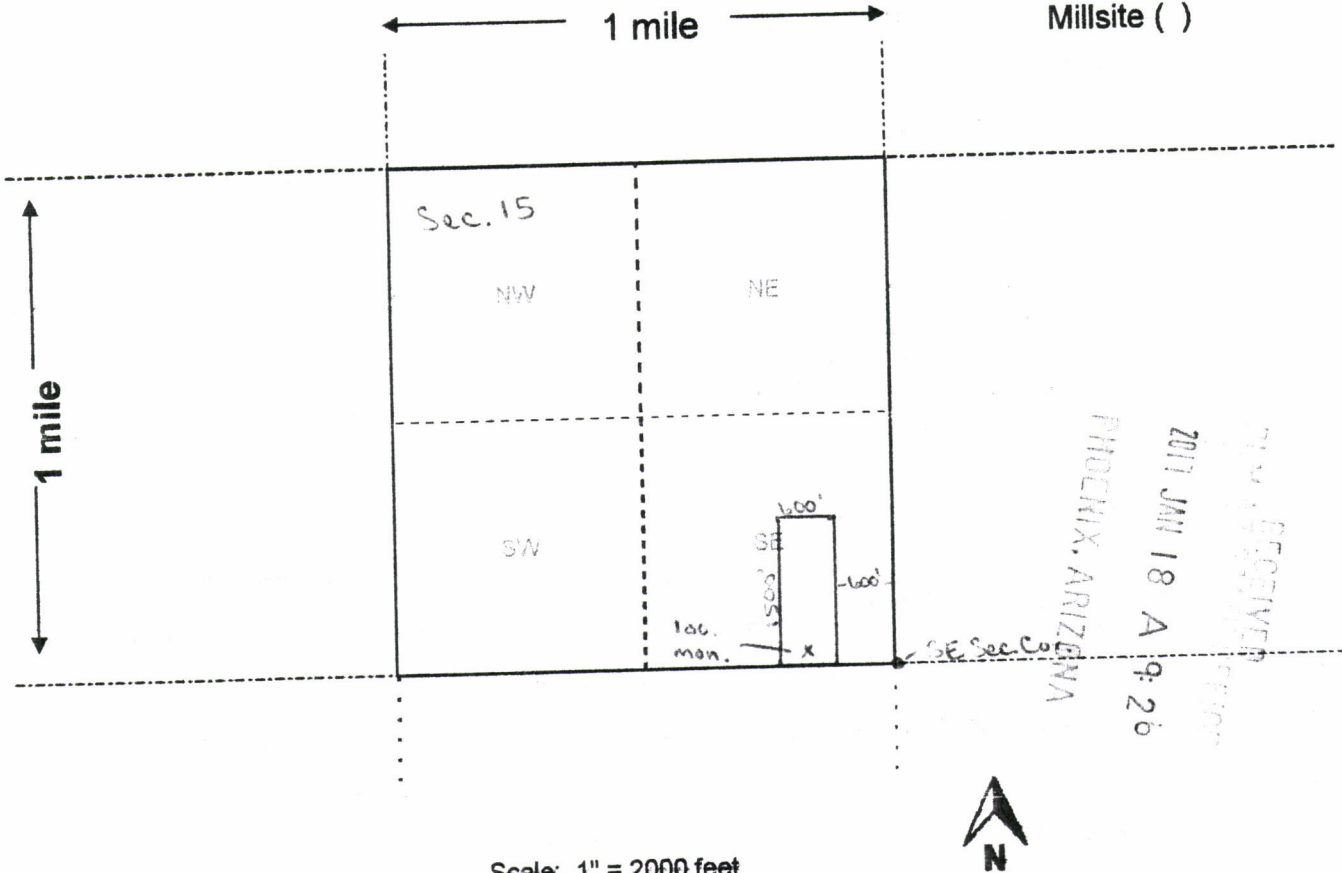 1 mile
Millsite ( )
Sec. 15
NW
NE
1 mile
600'
SW
SE
1500'
600'
loc.
mon.
x
SE Sec. Cor
RECEIVED
2017 JAN 18 A 9:26
PHOENIX, ARIZONA
N
Scale: 1" = 2000 feet